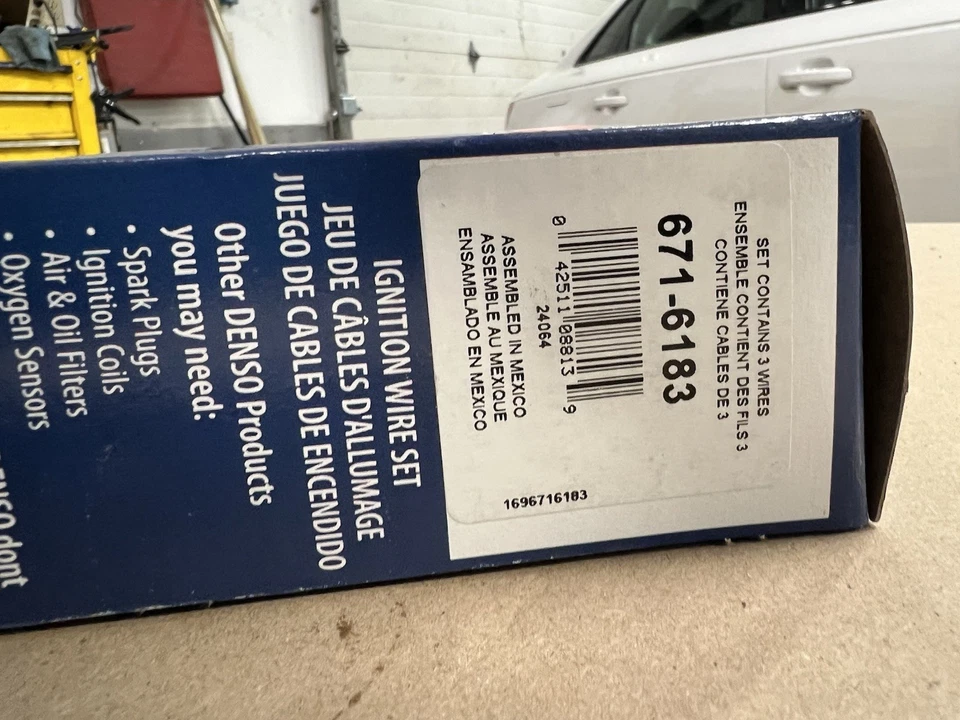 SET CONTAINS 3 WIRES
ENSEMBLE CONTIENT DES FILS 3
CONTIENE CABLES DE 3
671-6183
0 42511 08813 9
24064
ASSEMBLED IN MEXICO
ASSEMBLE AU MEXIQUE
ENSAMBLADO EN MEXICO
1696716183
IGNITION WIRE SET
JEU DE CÂBLES D'ALLUMAGE
JUEGO DE CABLES DE ENCENDIDO
Other DENSO Products
you may need:
• Spark Plugs
• Ignition Coils
• Air & Oil Filters
• Oxygen Sensors
DENSO dont